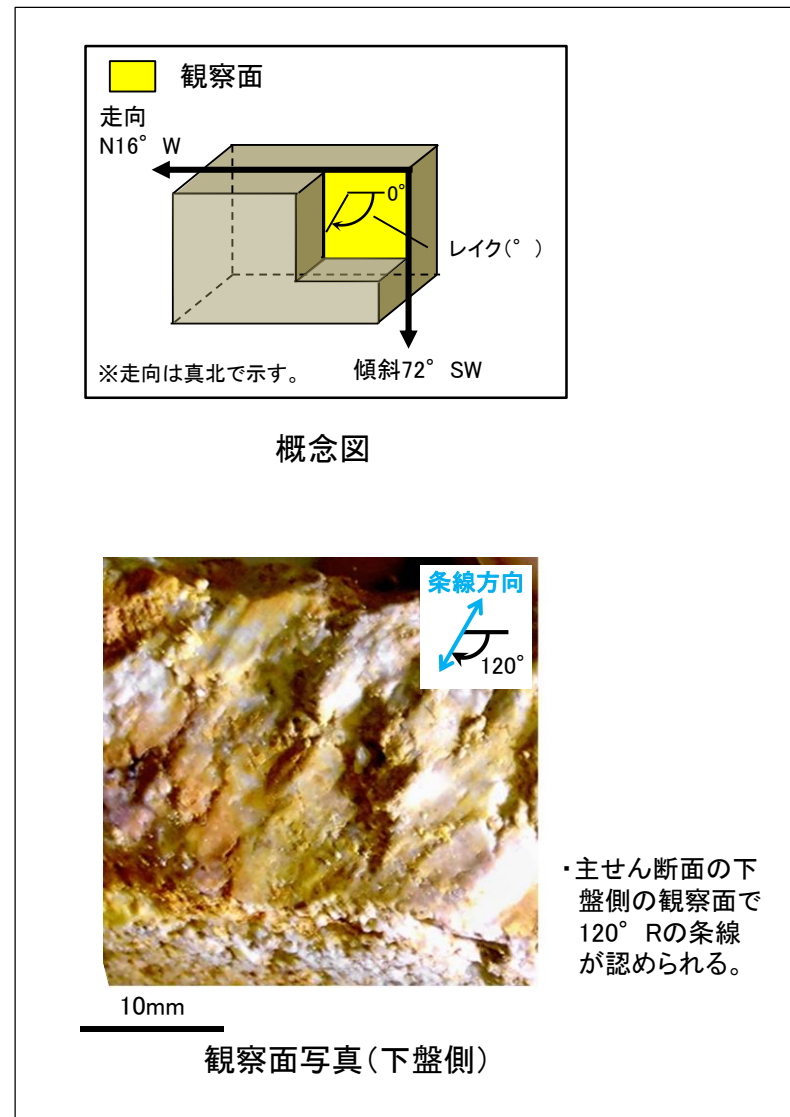 観察面
走向
N16°W
0°
レイク(°)
※走向は真北で示す。
傾斜72°SW
概念図
条線方向
120°
・主せん断面の下
盤側の観察面で
120°Rの条線
が認められる。
10mm
観察面写真(下盤側)